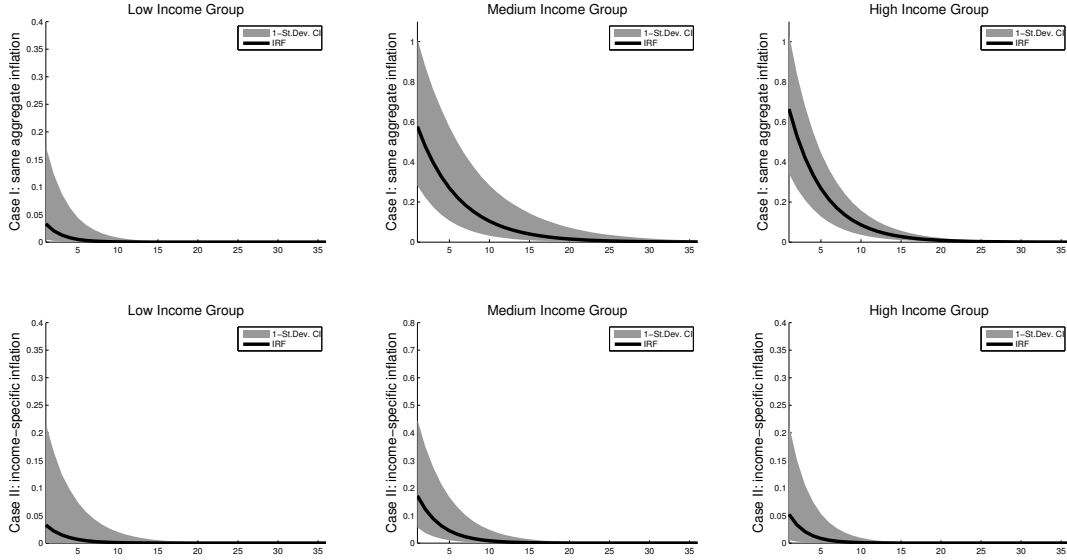 Low Income Group
Case I: same aggregate inflation
0.4
0.35
0.3
0.25
0.2
0.15
0.1
0.05
0
5 10 15 20 25 30 35
1−St.Dev. CI
IRF
Medium Income Group
Case I: same aggregate inflation
1
0.8
0.6
0.4
0.2
0
5 10 15 20 25 30 35
1−St.Dev. CI
IRF
High Income Group
Case I: same aggregate inflation
1
0.8
0.6
0.4
0.2
0
5 10 15 20 25 30 35
1−St.Dev. CI
IRF
Low Income Group
Case II: income−specific inflation
0.4
0.35
0.3
0.25
0.2
0.15
0.1
0.05
0
5 10 15 20 25 30 35
1−St.Dev. CI
IRF
Medium Income Group
Case II: income−specific inflation
0.8
0.7
0.6
0.5
0.4
0.3
0.2
0.1
0
5 10 15 20 25 30 35
1−St.Dev. CI
IRF
High Income Group
Case II: income−specific inflation
0.4
0.35
0.3
0.25
0.2
0.15
0.1
0.05
0
5 10 15 20 25 30 35
1−St.Dev. CI
IRF